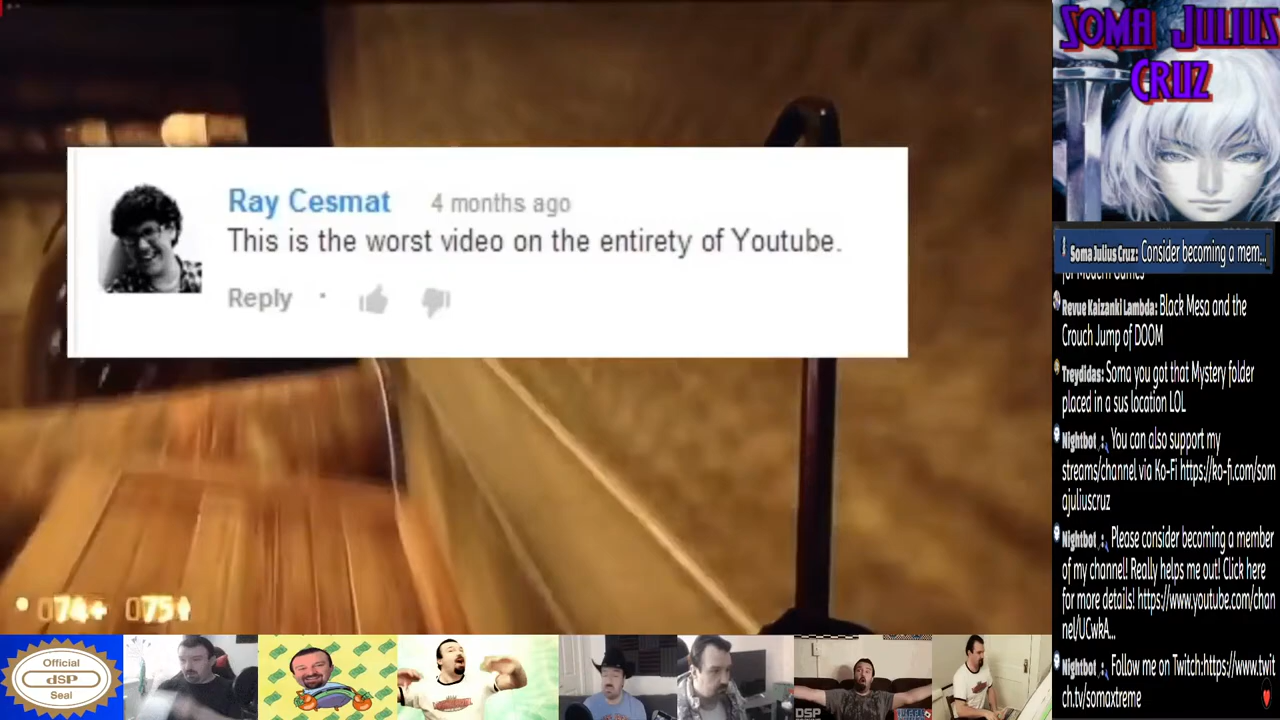 SOMA JULIUS
CRUZ
Ray Cesmat 4 months ago
This is the worst video on the entirety of Youtube.
Reply
Soma Julius Cruz: Consider becoming a mem...
for Modern Games
Revue Kaizanki Lambda: Black Mesa and the
Crouch Jump of DOOM
Treydidas: Soma you got that Mystery folder
placed in a sus location LOL
Nightbot: You can also support my
streams/channel via Ko-Fi https://ko-fi.com/som
ajuliuscruz
Nightbot: Please consider becoming a member
of my channel! Really helps me out! Click here
for more details! https://www.youtube.com/chan
nel/UCwkA...
Nightbot: Follow me on Twitch:https://www.twit
ch.tv/somaxtreme
Official
dSP
Seal
DSP